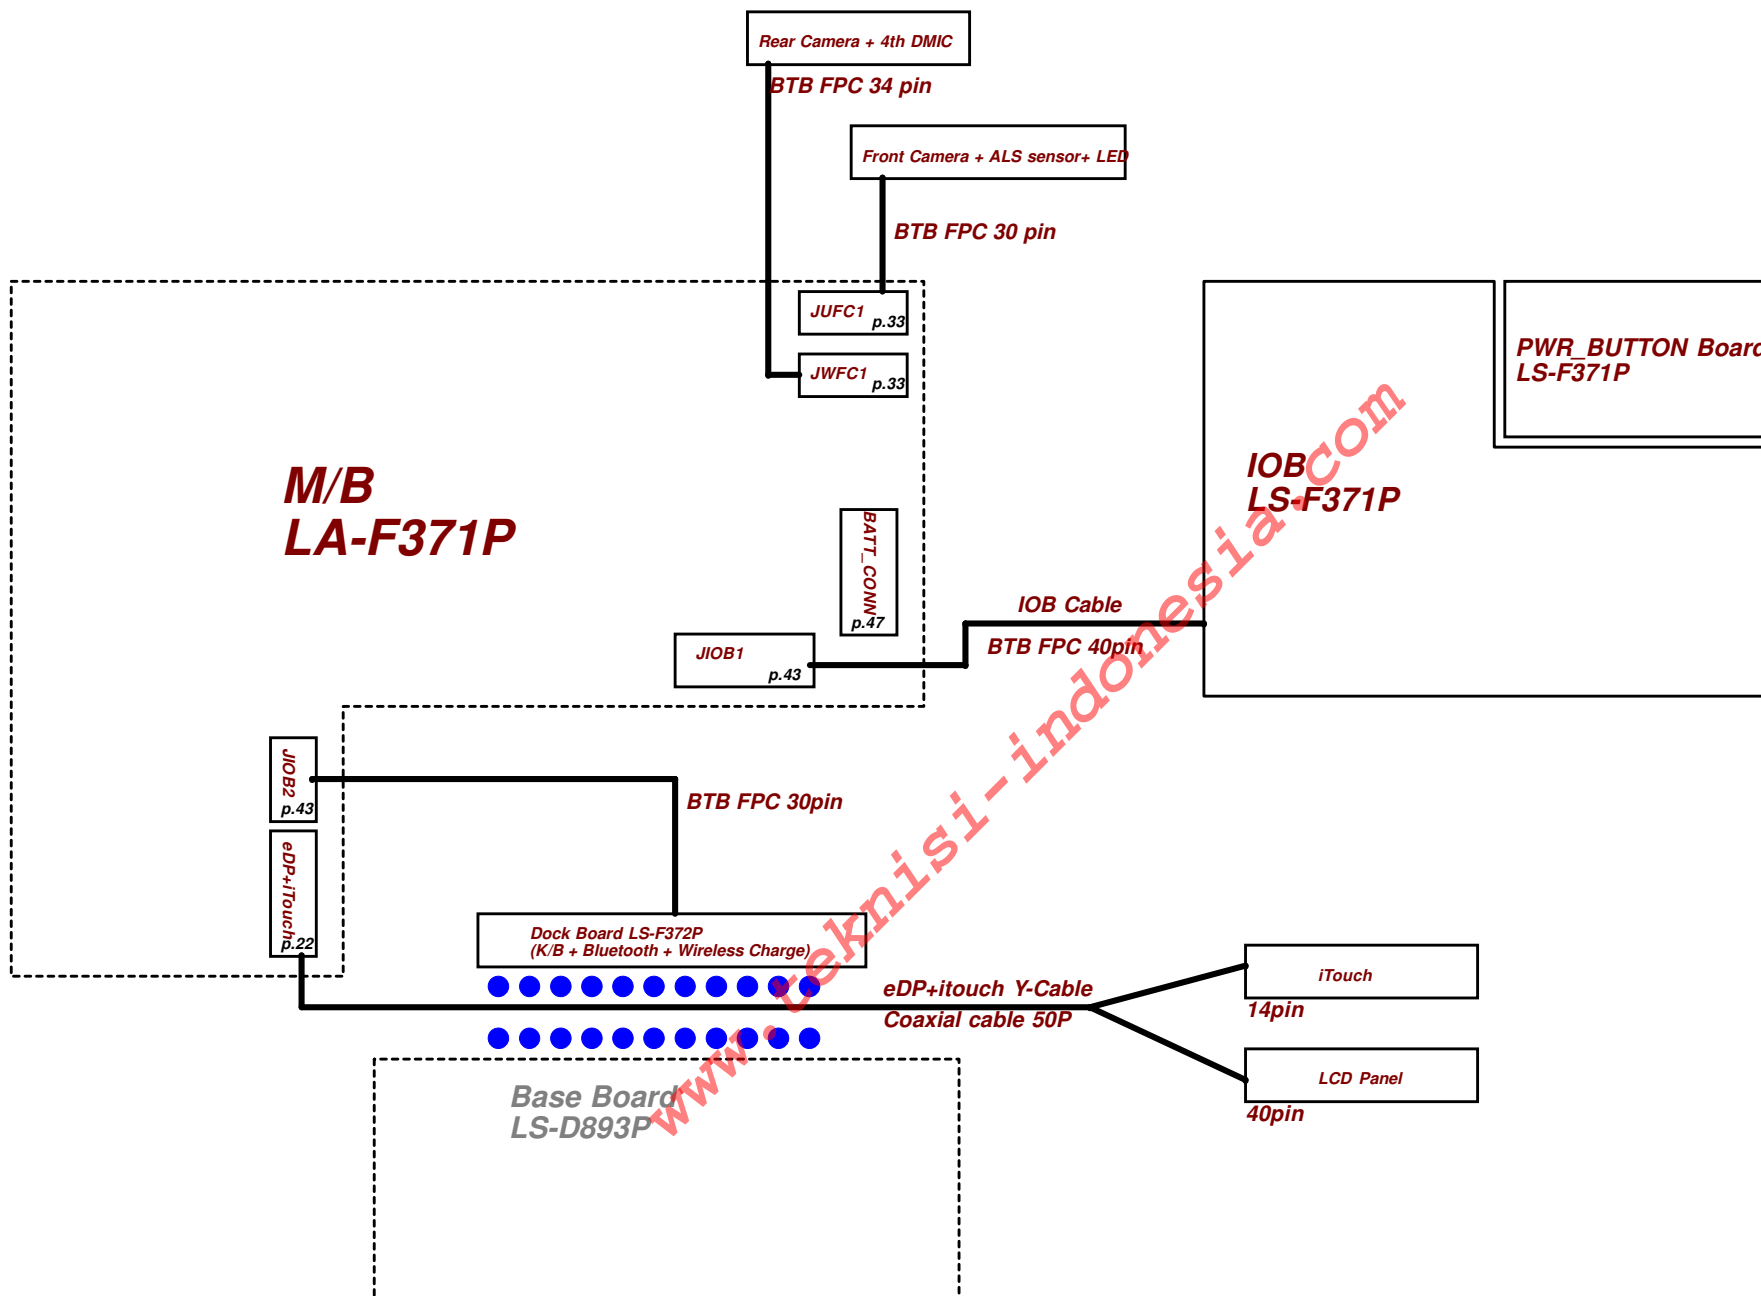 Rear Camera + 4th DMIC
BTB FPC 34 pin
Front Camera + ALS sensor+ LED
BTB FPC 30 pin
JUFC1
p.33
JWFC1
p.33
PWR_BUTTON Board
LS-F371P
M/B
LA-F371P
IOB
LS-F371P
BATT_CONN
p.47
IOB Cable
BTB FPC 40pin
JIOB1
p.43
JIOB2
p.43
BTB FPC 30pin
eDP+iTouch
p.22
Dock Board LS-F372P
(K/B + Bluetooth + Wireless Charge)
eDP+itouch Y-Cable
Coaxial cable 50P
iTouch
14pin
LCD Panel
40pin
Base Board
LS-D893P
www.teknisi-indonesia.com